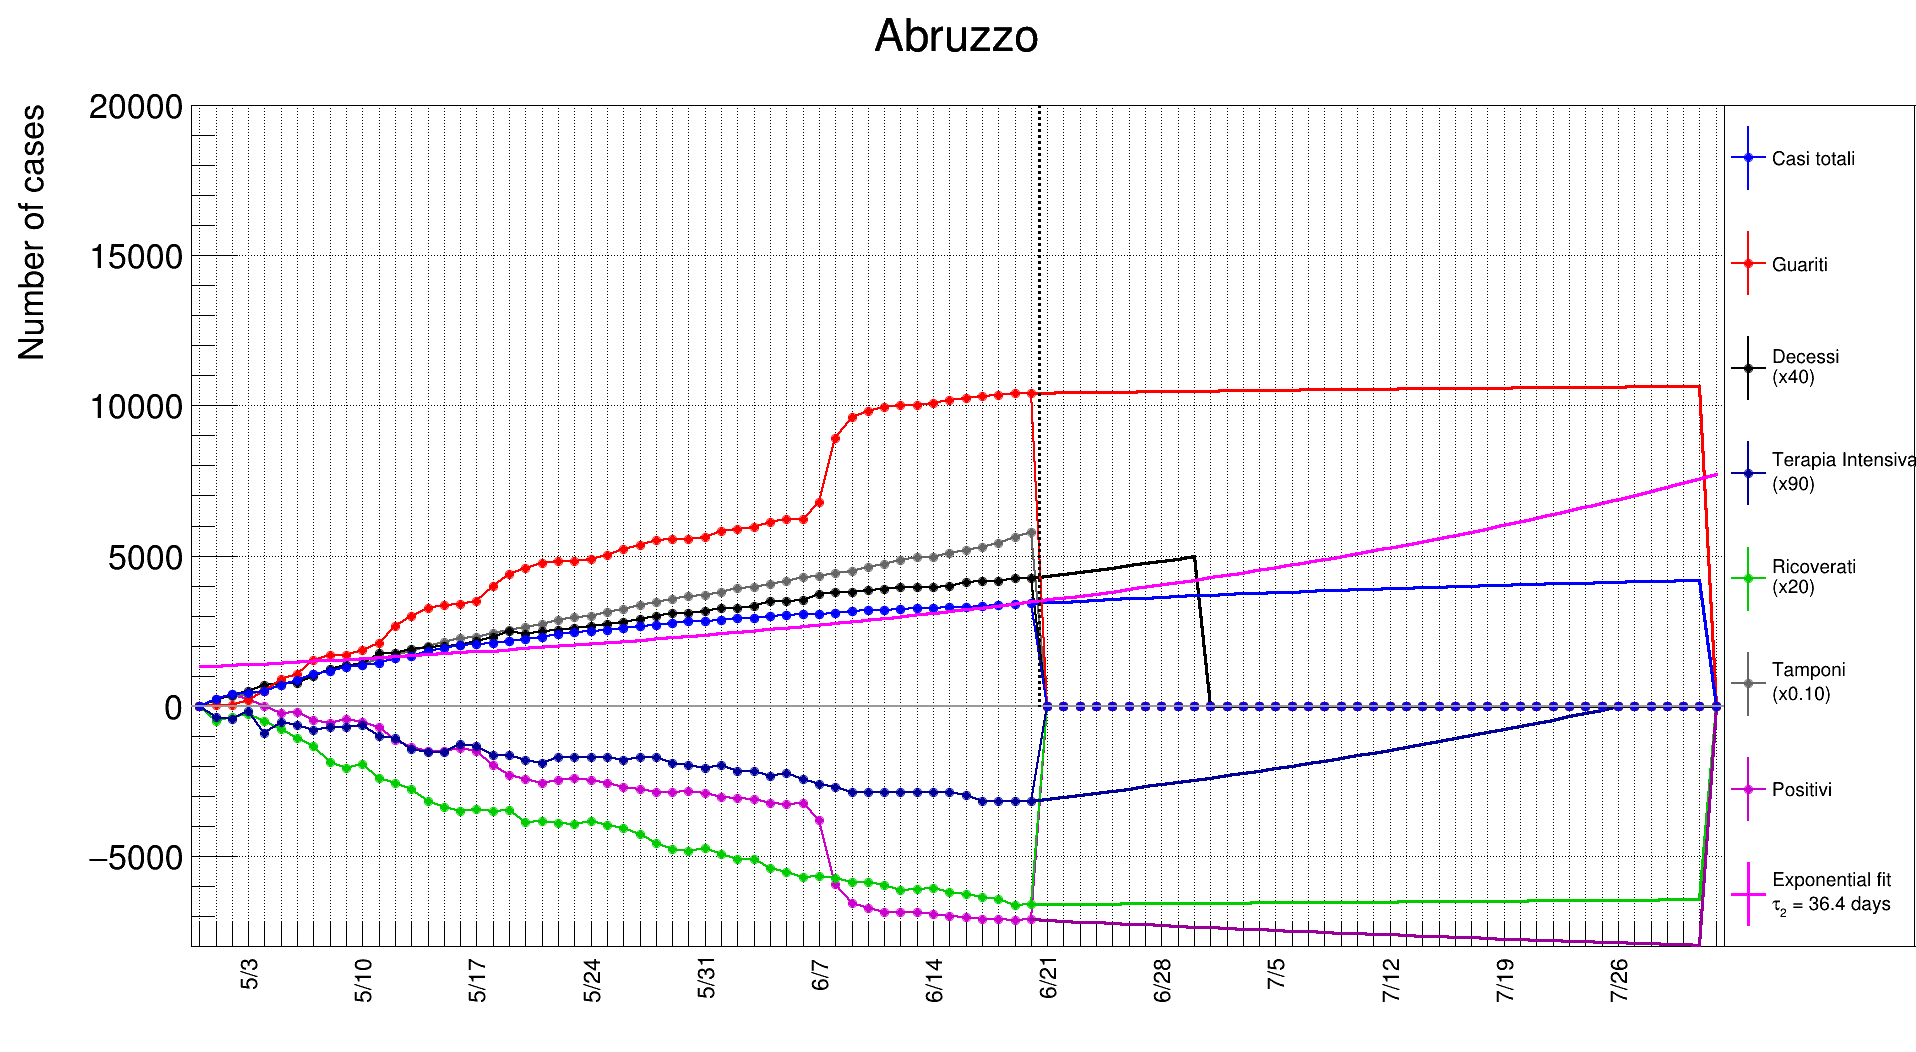 Abruzzo
Number of cases
20000
15000
10000
5000
0
−5000
5/3
5/10
5/17
5/24
5/31
6/7
6/14
6/21
6/28
7/5
7/12
7/19
7/26
Casi totali
Guariti
Decessi
(x40)
Terapia Intensiva
(x90)
Ricoverati
(x20)
Tamponi
(x0.10)
Positivi
Exponential fit
τ2 = 36.4 days